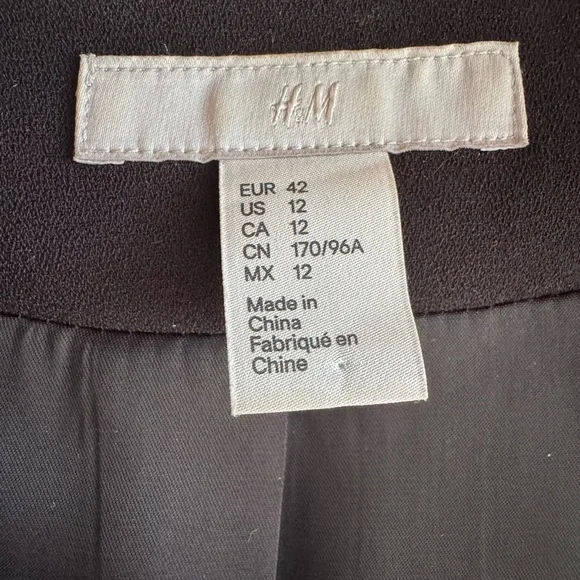 H&M
EUR 42
US 12
CA 12
CN 170/96A
MX 12
Made in
China
Fabriqué en
Chine